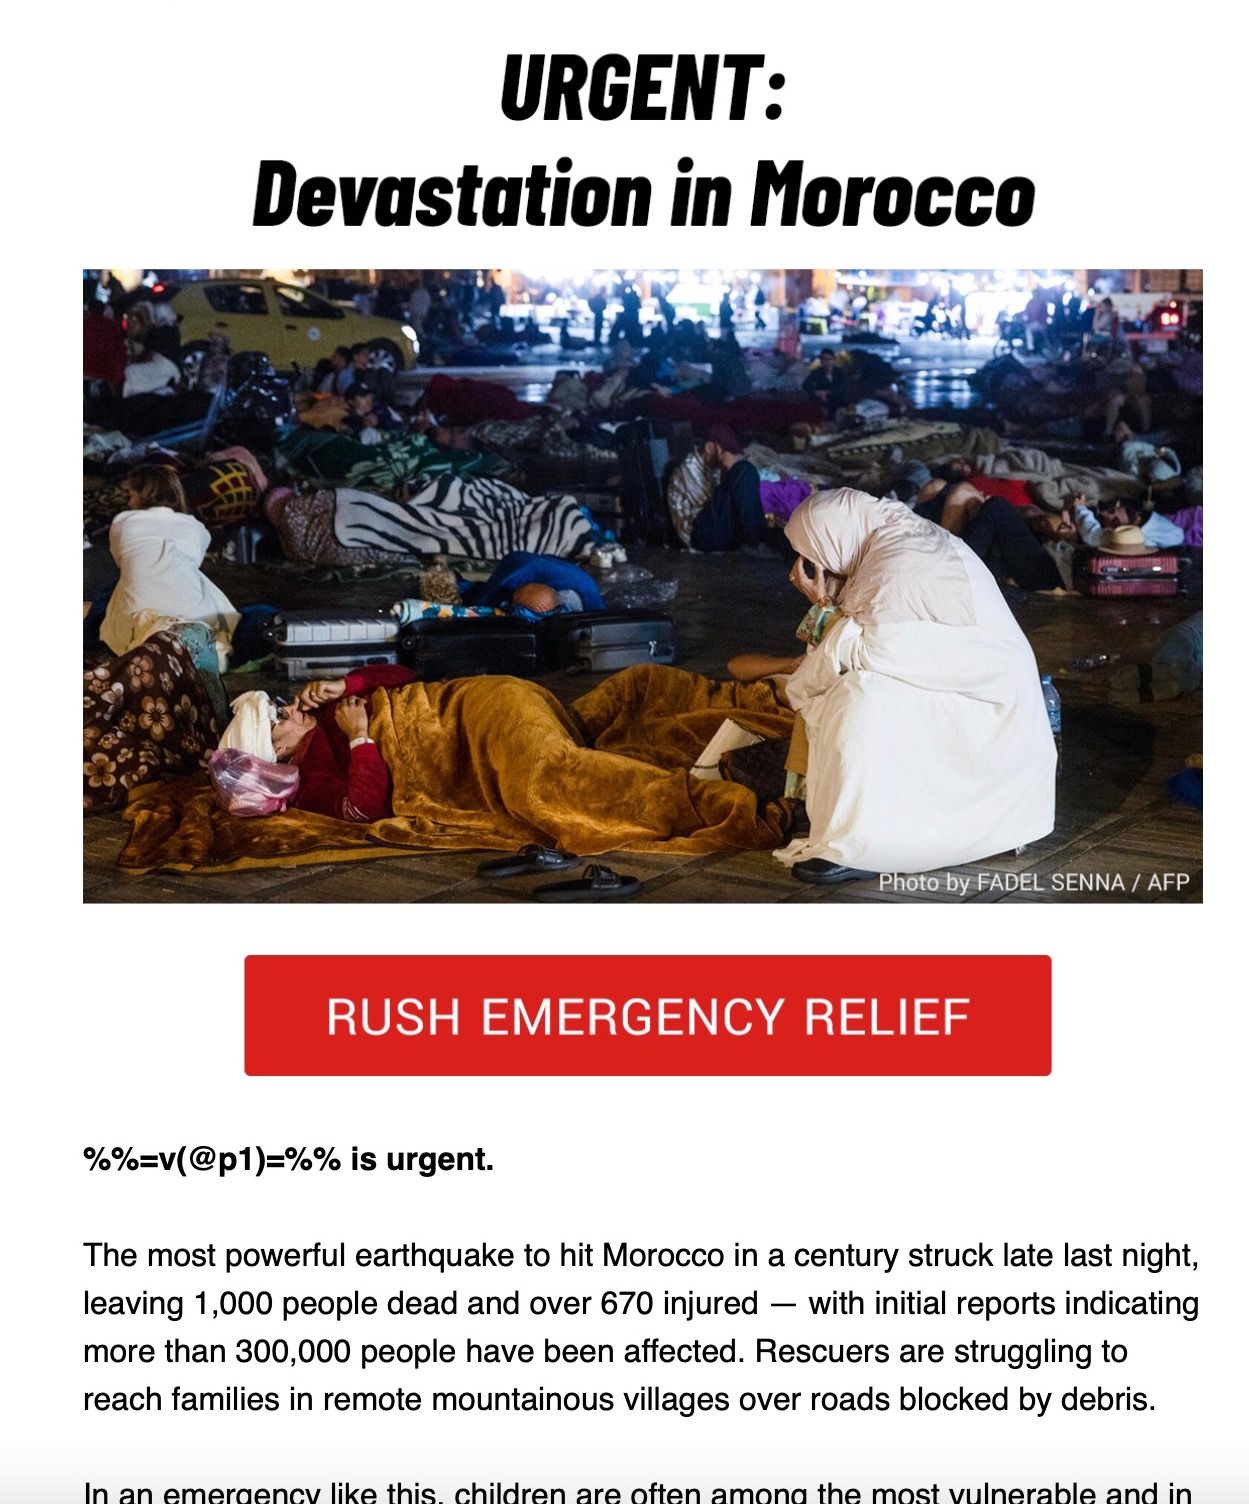 URGENT:
Devastation in Morocco
Photo by FADEL SENNA / AFP
RUSH EMERGENCY RELIEF
%%=v(@p1)=%% is urgent.
The most powerful earthquake to hit Morocco in a century struck late last night,
leaving 1,000 people dead and over 670 injured — with initial reports indicating
more than 300,000 people have been affected. Rescuers are struggling to
reach families in remote mountainous villages over roads blocked by debris.
In an emergency like this, children are often among the most vulnerable and in